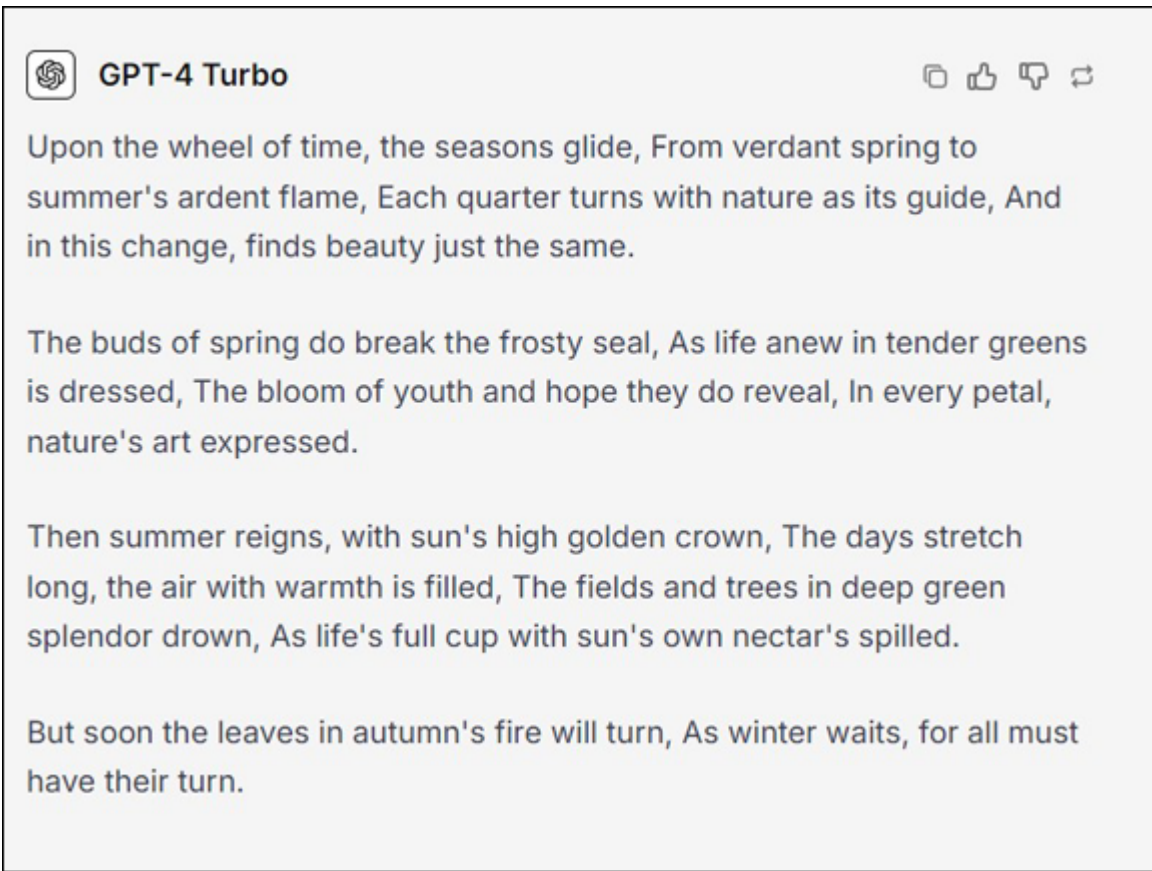 GPT-4 Turbo
Upon the wheel of time, the seasons glide, From verdant spring to
summer's ardent flame, Each quarter turns with nature as its guide, And
in this change, finds beauty just the same.
The buds of spring do break the frosty seal, As life anew in tender greens
is dressed, The bloom of youth and hope they do reveal, In every petal,
nature's art expressed.
Then summer reigns, with sun's high golden crown, The days stretch
long, the air with warmth is filled, The fields and trees in deep green
splendor drown, As life's full cup with sun's own nectar's spilled.
But soon the leaves in autumn's fire will turn, As winter waits, for all must
have their turn.